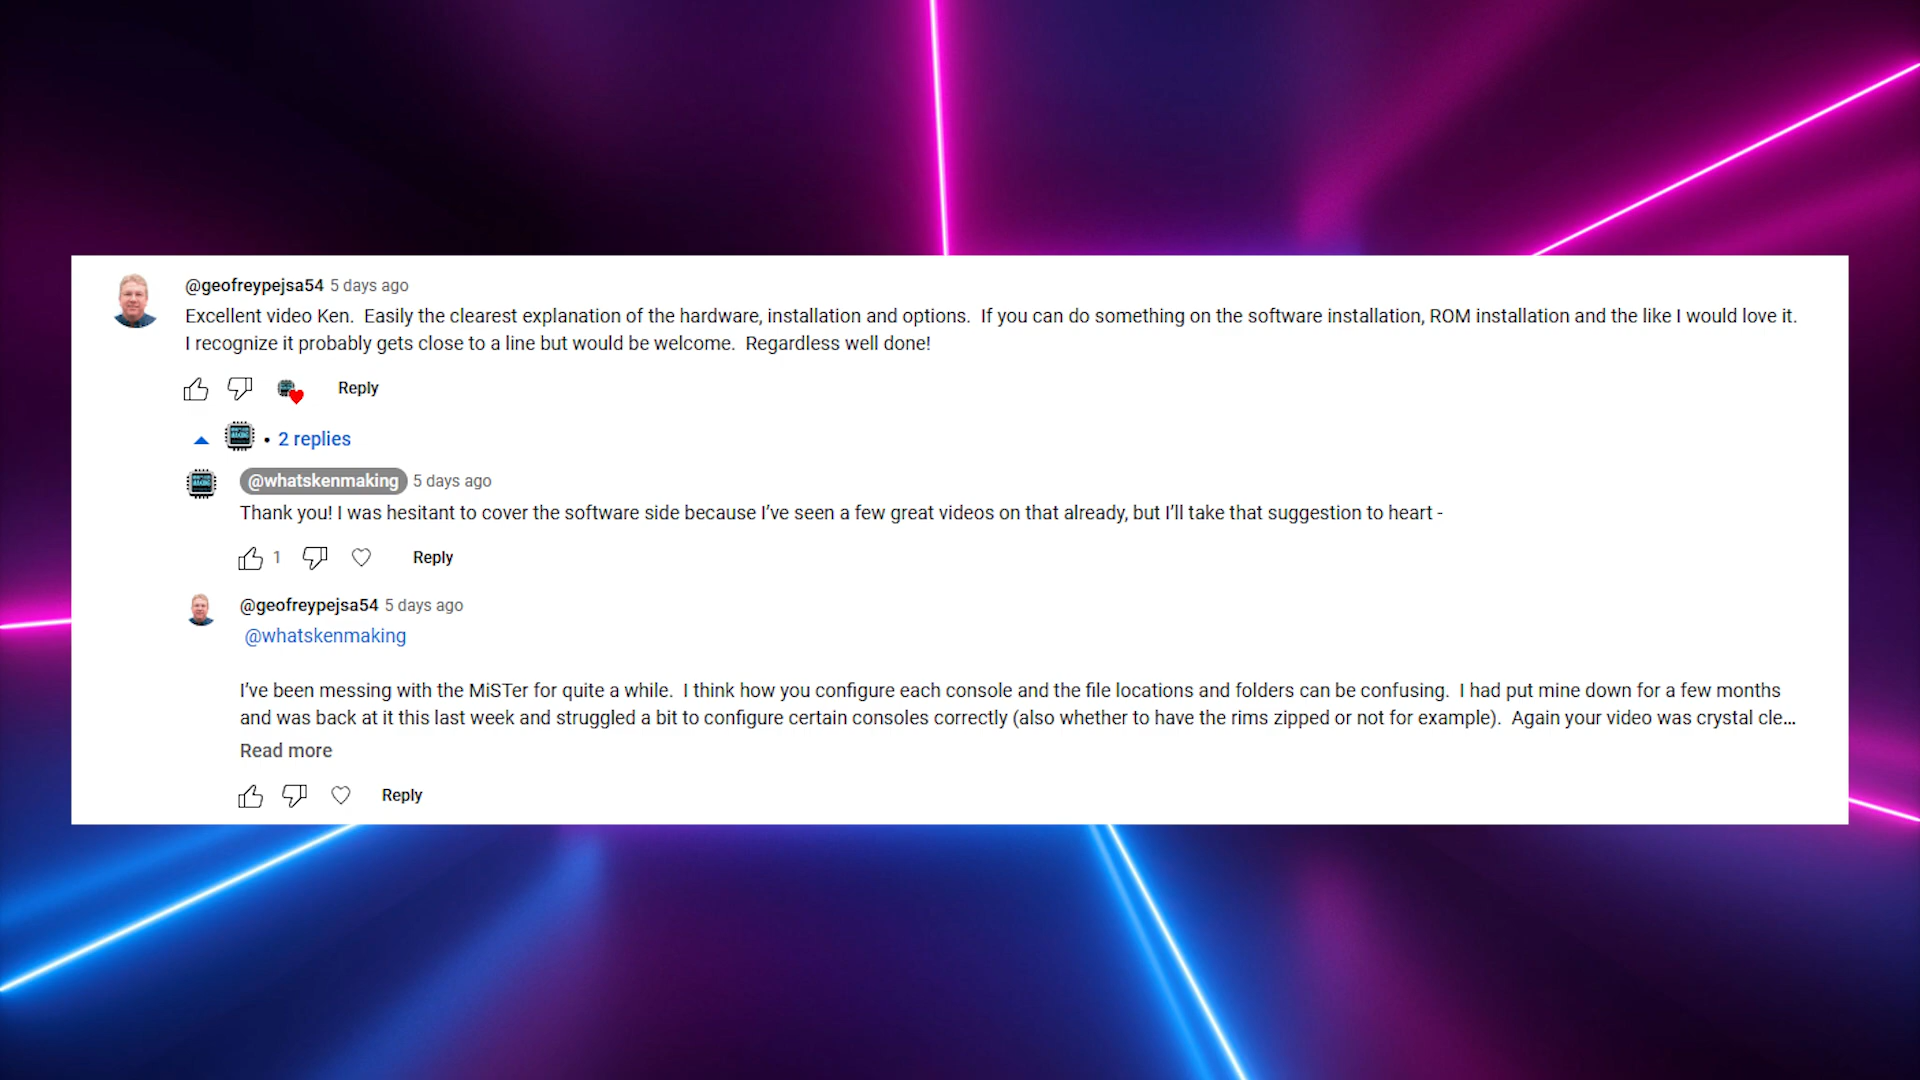 @geofreypejsa54 5 days ago
Excellent video Ken. Easily the clearest explanation of the hardware, installation and options. If you can do something on the software installation, ROM installation and the like I would love it.
I recognize it probably gets close to a line but would be welcome. Regardless well done!
Reply
• 2 replies
@whatskenmaking 5 days ago
Thank you! I was hesitant to cover the software side because I’ve seen a few great videos on that already, but I’ll take that suggestion to heart -
1 Reply
@geofreypejsa54 5 days ago
@whatskenmaking
I’ve been messing with the MiSTer for quite a while. I think how you configure each console and the file locations and folders can be confusing. I had put mine down for a few months
and was back at it this last week and struggled a bit to configure certain consoles correctly (also whether to have the rims zipped or not for example). Again your video was crystal cle...
Read more
Reply